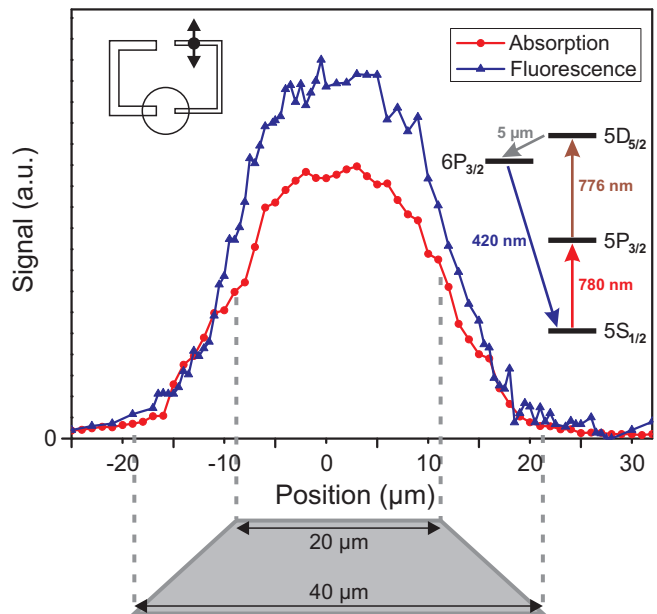 Absorption
Fluorescence
5 µm
5D5/2
6P3/2
776 nm
420 nm
5P3/2
780 nm
5S1/2
Signal (a.u.)
0
-20 -10 0 10 20 30
Position (µm)
20 µm
40 µm